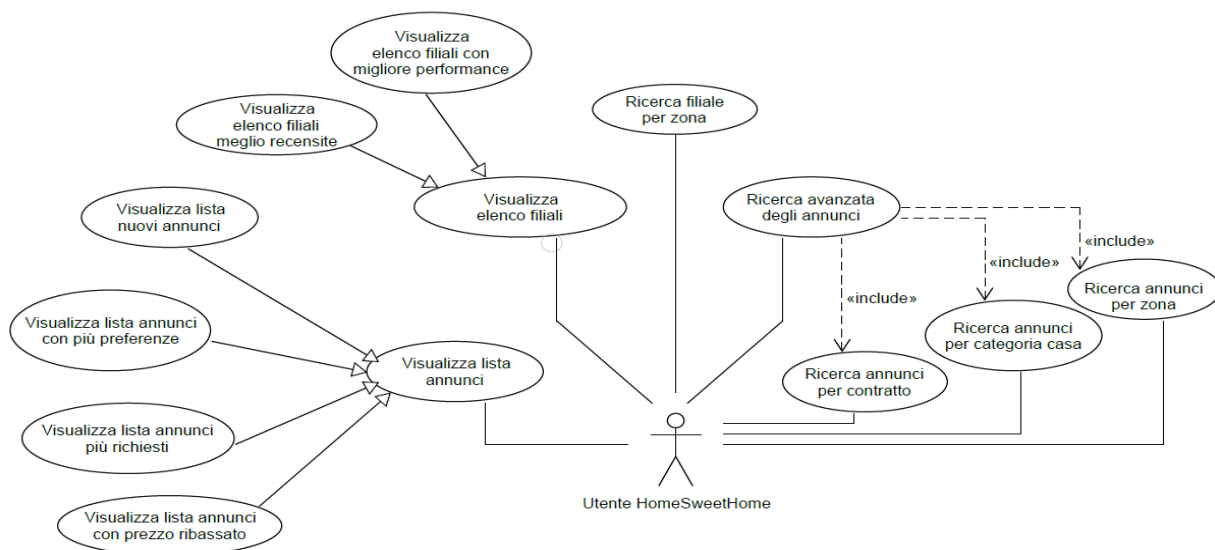 Visualizza
elenco filiali con
migliore performance
Visualizza
elenco filiali
meglio recensite
Ricerca filiale
per zona
Visualizza lista
nuovi annunci
Visualizza
elenco filiali
Ricerca avanzata
degli annunci
«include»
«include»
«include»
Ricerca annunci
per zona
Visualizza lista annunci
con più preferenze
Ricerca annunci
per categoria casa
Visualizza lista
annunci
Ricerca annunci
per contratto
Visualizza lista annunci
più richiesti
Utente HomeSweetHome
Visualizza lista annunci
con prezzo ribassato